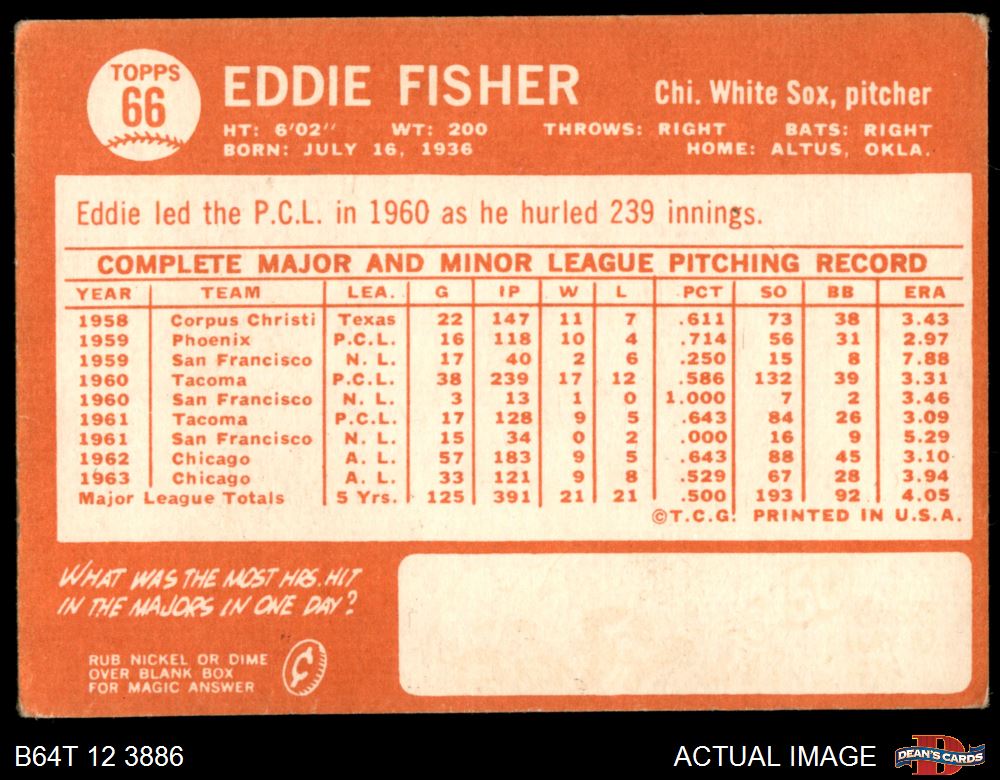 TOPPS
66
EDDIE FISHER
Chi. White Sox, pitcher
HT: 6'02" WT: 200 THROWS: RIGHT BATS: RIGHT
BORN: JULY 16, 1936 HOME: ALTUS, OKLA.
Eddie led the P.C.L. in 1960 as he hurled 239 innings.
COMPLETE MAJOR AND MINOR LEAGUE PITCHING RECORD
YEAR TEAM LEA. G IP W L PCT SO BB ERA
1958 Corpus Christi Texas 22 147 11 7 .611 73 38 3.43
1959 Phoenix P.C.L. 16 118 10 4 .714 56 31 2.97
1959 San Francisco N. L. 17 40 2 6 .250 15 8 7.88
1960 Tacoma P.C.L. 38 239 17 12 .586 132 39 3.31
1960 San Francisco N. L. 3 13 1 0 1.000 7 2 3.46
1961 Tacoma P.C.L. 17 128 9 5 .643 84 26 3.09
1961 San Francisco N. L. 15 34 0 2 .000 16 9 5.29
1962 Chicago A. L. 57 183 9 5 .643 88 45 3.10
1963 Chicago A. L. 33 121 9 8 .529 67 28 3.94
Major League Totals 5 Yrs. 125 391 21 21 .500 193 92 4.05
©T.C.G. PRINTED IN U.S.A.
WHAT WAS THE MOST HRS. HIT
IN THE MAJORS IN ONE DAY?
RUB NICKEL OR DIME
OVER BLANK BOX
FOR MAGIC ANSWER
¢
B64T 12 3886
ACTUAL IMAGE
D
DEAN'S CARDS